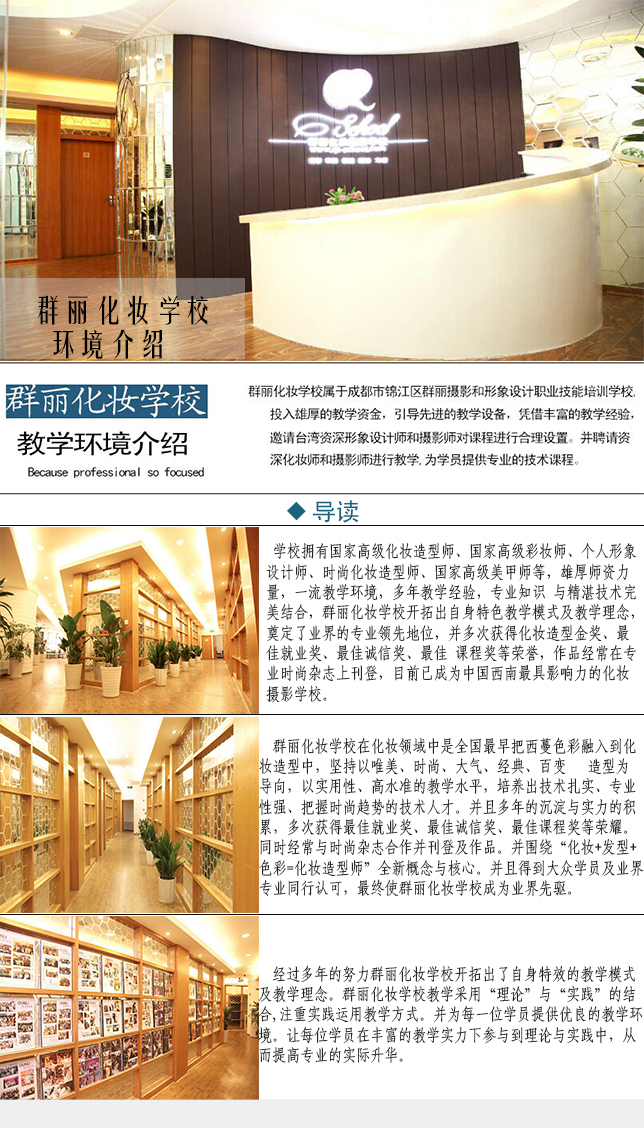 School
群丽化妆学校
环境介绍
群丽化妆学校
教学环境介绍
Because professional so focused
群丽化妆学校属于成都市锦江区群丽摄影和形象设计职业技能培训学校,
投入雄厚的教学资金，引导先进的教学设备，凭借丰富的教学经验，
邀请台湾资深形象设计师和摄影师对课程进行合理设置。并聘请资
深化妆师和摄影师进行教学,为学员提供专业的技术课程。
◆ 导读
学校拥有国家高级化妆造型师、国家高级彩妆师、个人形象
设计师、时尚化妆造型师、国家高级美甲师等，雄厚师资力
量，一流教学环境，多年教学经验，专业知识 与精湛技术完
美结合，群丽化妆学校开拓出自身特色教学模式及教学理念，
奠定了业界的专业领先地位，并多次获得化妆造型金奖、最
佳就业奖、最佳诚信奖、最佳 课程奖等荣誉，作品经常在专
业时尚杂志上刊登，目前已成为中国西南最具影响力的化妆
摄影学校。
群丽化妆学校在化妆领域中是全国最早把西蔓色彩融入到化
妆造型中，坚持以唯美、时尚、大气、经典、百变 造型为
导向，以实用性、高水准的教学水平，培养出技术扎实、专业
性强、把握时尚趋势的技术人才。并且多年的沉淀与实力的积
累，多次获得最佳就业奖、最佳诚信奖、最佳课程奖等荣耀。
同时经常与时尚杂志合作并刊登及作品。并围绕“化妆+发型+
色彩=化妆造型师”全新概念与核心。并且得到大众学员及业界
专业同行认可，最终使群丽化妆学校成为业界先驱。
经过多年的努力群丽化妆学校开拓出了自身特效的教学模式
及教学理念。群丽化妆学校教学采用“理论”与“实践”的结
合,注重实践运用教学方式。并为每一位学员提供优良的教学环
境。让每位学员在丰富的教学实力下参与到理论与实践中，从
而提高专业的实际升华。